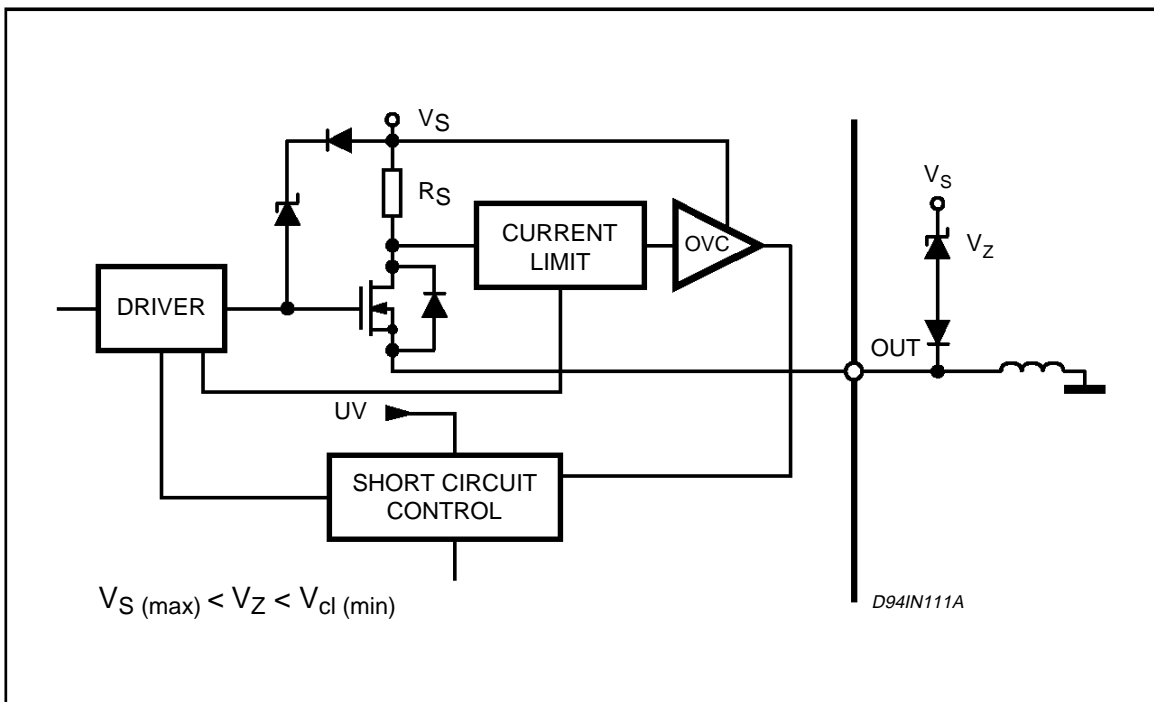 VS
RS
CURRENT
LIMIT
OVC
DRIVER
VS
VZ
OUT
UV
SHORT CIRCUIT
CONTROL
VS (max) < VZ < Vcl (min)
D94IN111A